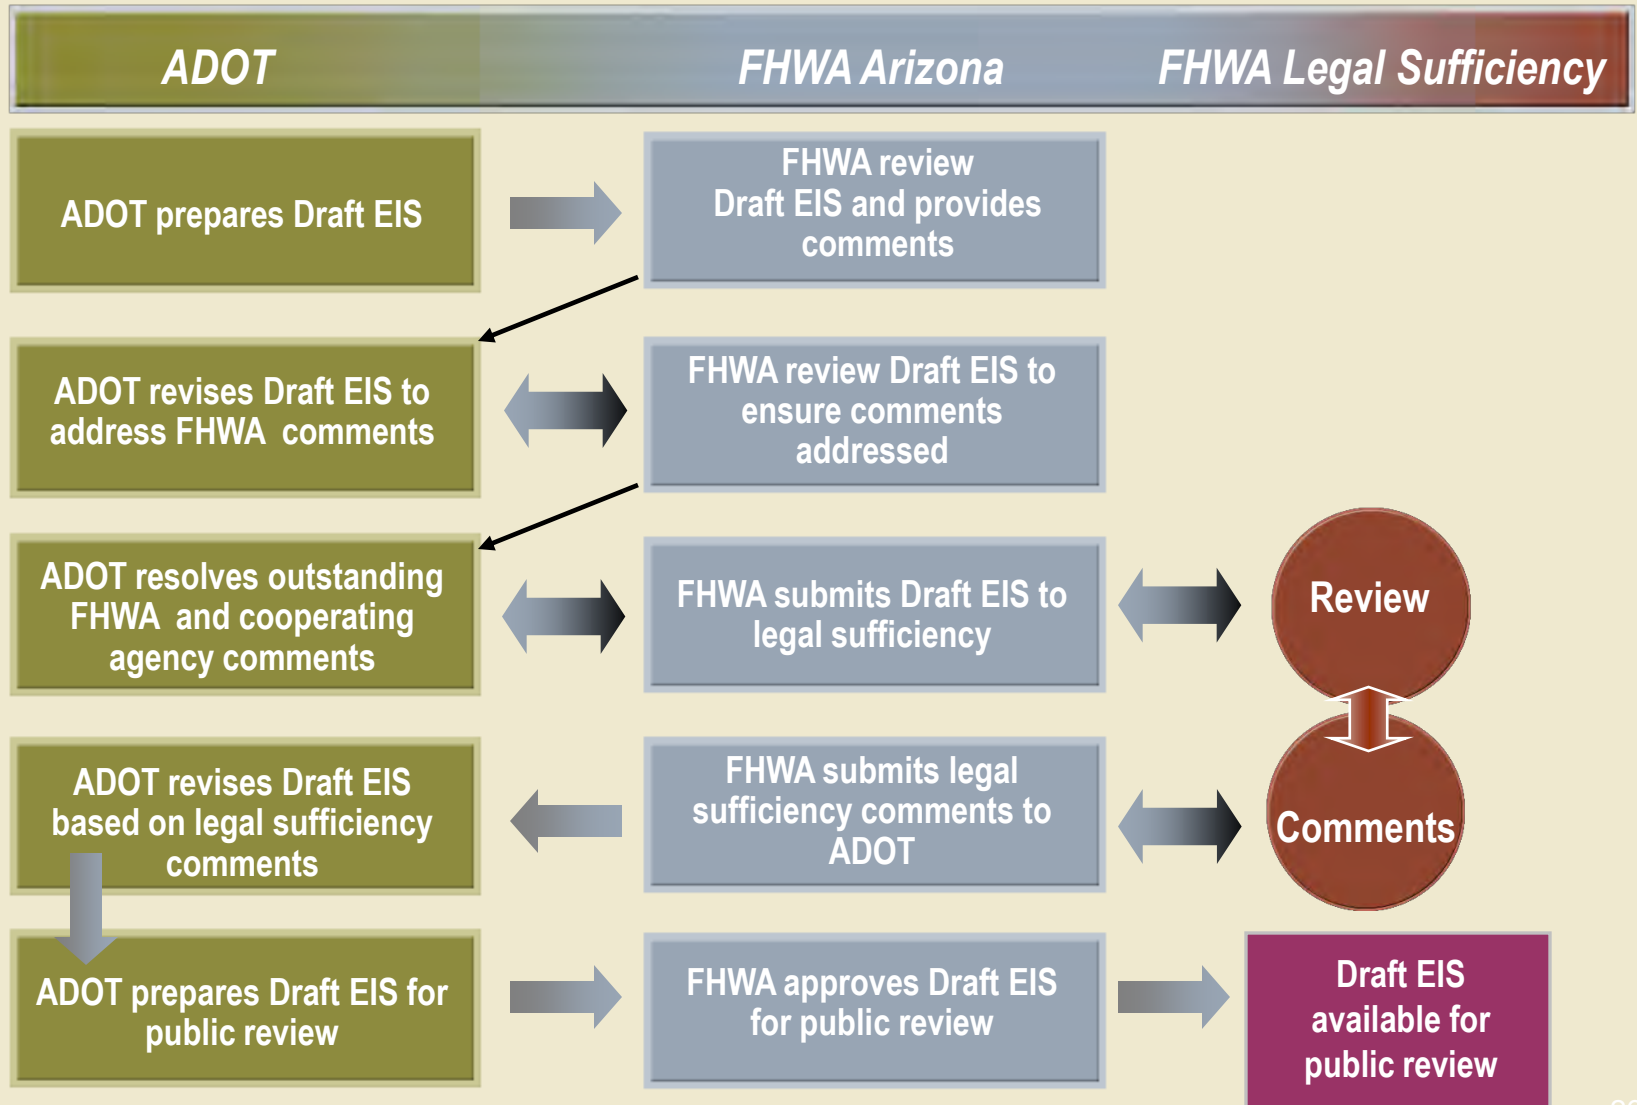 ADOT
FHWA Arizona
FHWA Legal Sufficiency
ADOT prepares Draft EIS
FHWA review
Draft EIS and provides
comments
ADOT revises Draft EIS to
address FHWA comments
FHWA review Draft EIS to
ensure comments
addressed
ADOT resolves outstanding
FHWA and cooperating
agency comments
FHWA submits Draft EIS to
legal sufficiency
Review
ADOT revises Draft EIS
based on legal sufficiency
comments
FHWA submits legal
sufficiency comments to
ADOT
Comments
ADOT prepares Draft EIS for
public review
FHWA approves Draft EIS
for public review
Draft EIS
available for
public review